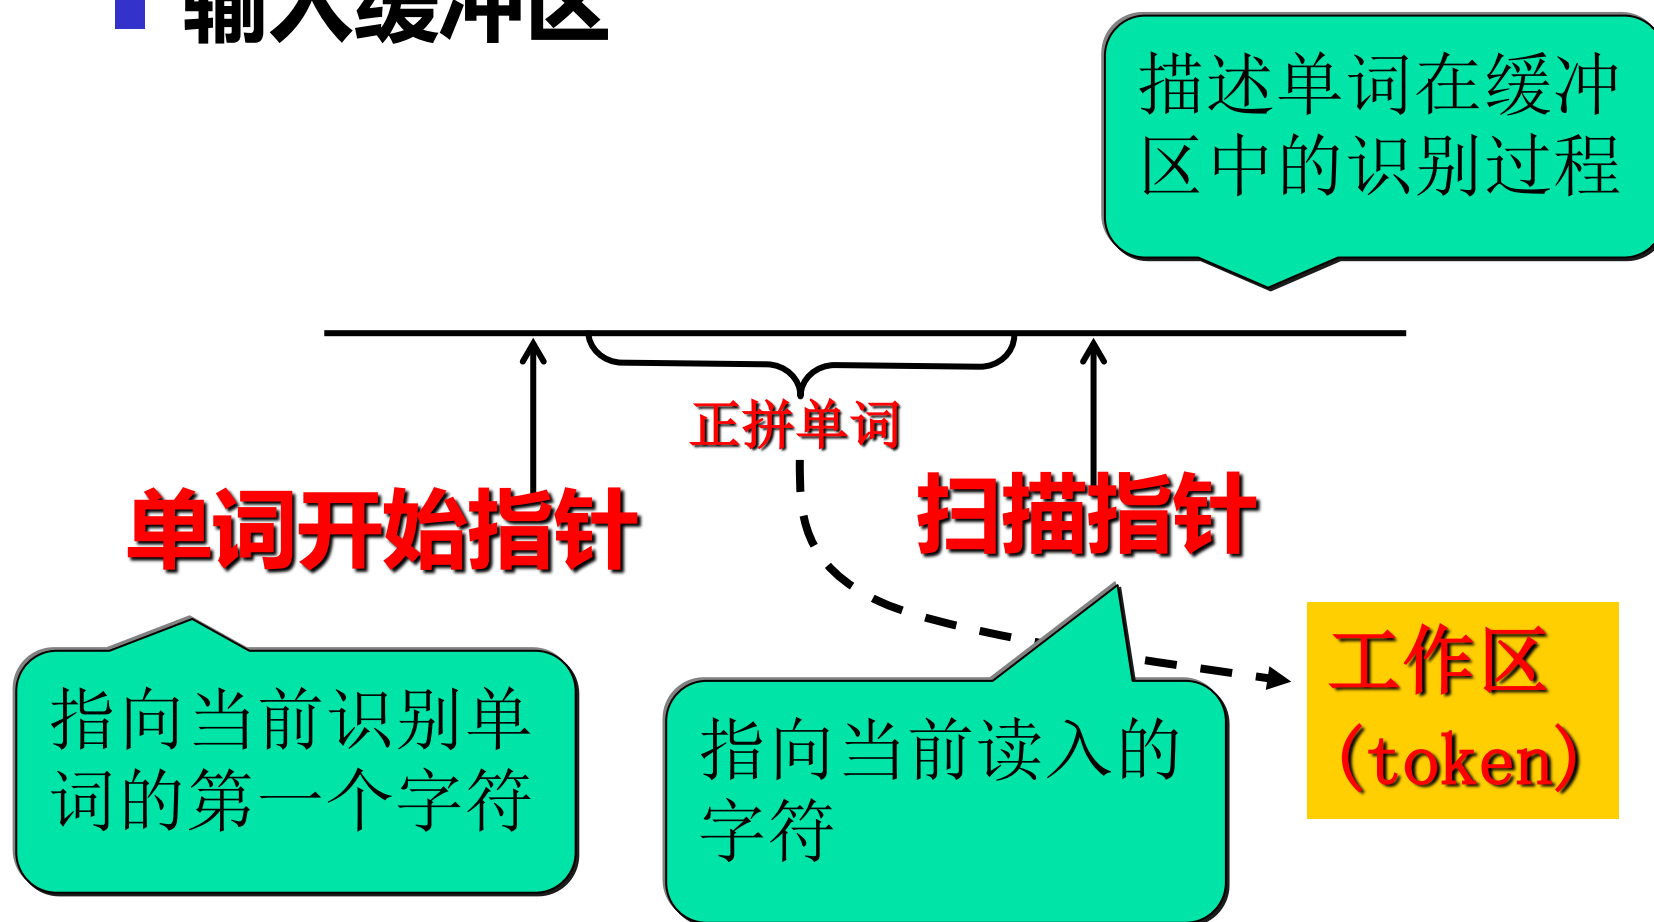 输入缓冲区
描述单词在缓冲
区中的识别过程
正拼单词
单词开始指针
扫描指针
指向当前识别单
词的第一个字符
指向当前读入的
字符
工作区
(token)